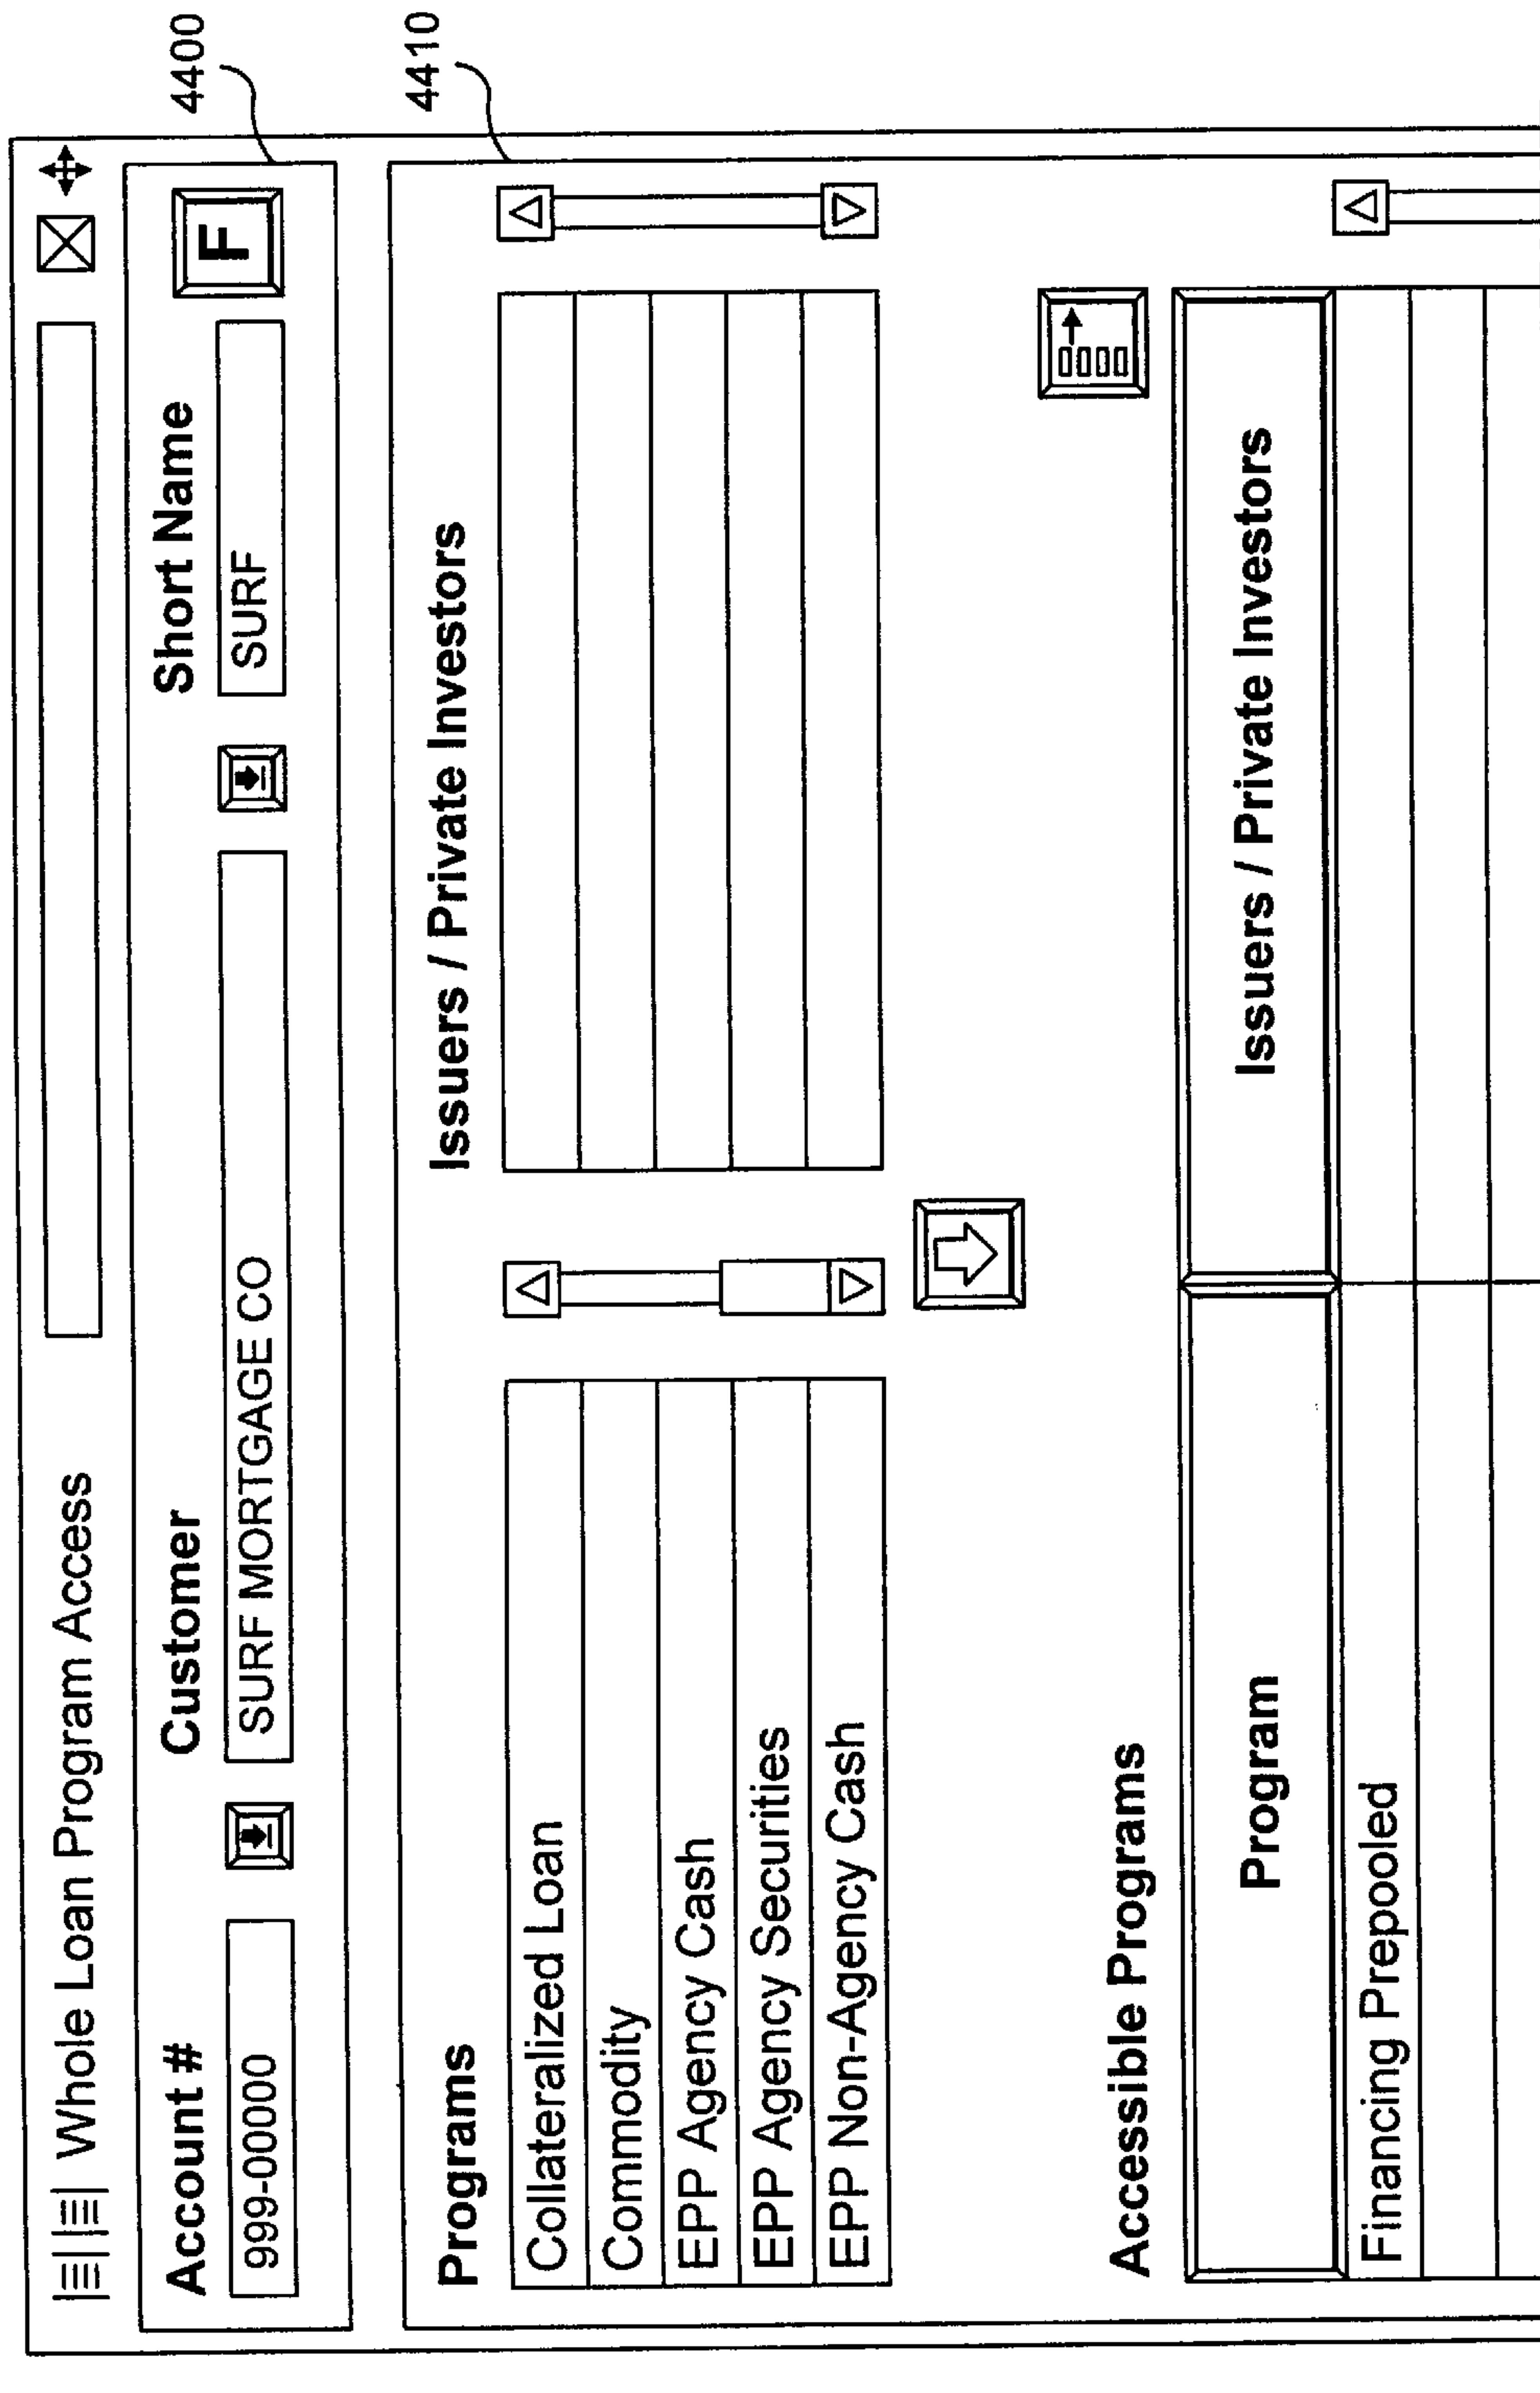 Whole Loan Program Access
4400
Account # Customer Short Name
999-00000 SURF MORTGAGE CO SURF F
4410
Programs Issuers / Private Investors
Collateralized Loan
Commodity
EPP Agency Cash
EPP Agency Securities
EPP Non-Agency Cash
Accessible Programs
Program Issuers / Private Investors
Financing Prepooled